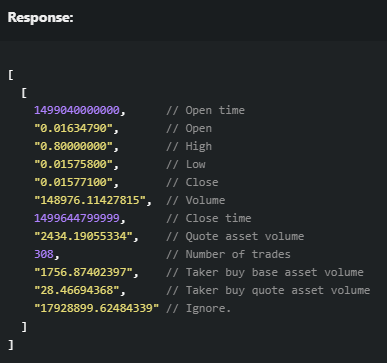 Response:
[
  [
    1499040000000,      // Open time
    "0.01634790",       // Open
    "0.80000000",       // High
    "0.01575800",       // Low
    "0.01577100",       // Close
    "148976.11427815",  // Volume
    1499644799999,      // Close time
    "2434.19055334",    // Quote asset volume
    308,                // Number of trades
    "1756.87402397",    // Taker buy base asset volume
    "28.46694368",      // Taker buy quote asset volume
    "17928899.62484339" // Ignore.
  ]
]